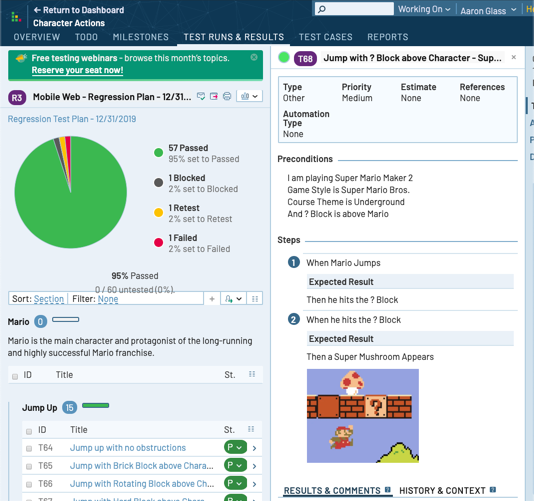 ← Return to Dashboard
Character Actions
Working On
Aaron Glass
OVERVIEW TODO MILESTONES TEST RUNS & RESULTS TEST CASES REPORTS
Free testing webinars - browse this month's topics.
Reserve your seat now!
R3 Mobile Web - Regression Plan - 12/31...
Regression Test Plan - 12/31/2019
57 Passed
95% set to Passed
1 Blocked
2% set to Blocked
1 Retest
2% set to Retest
1 Failed
2% set to Failed
95% Passed
0 / 60 untested (0%).
Sort: Section Filter: None
Mario 0
Mario is the main character and protagonist of the long-running
and highly successful Mario franchise.
ID Title St.
Jump Up 15
ID Title St.
T64 Jump up with no obstructions P
T65 Jump with Brick Block above Chara... P
T66 Jump with Rotating Block above Ch... P
T68 Jump with ? Block above Character - Sup...
Type Priority Estimate References
Other Medium None None
Automation
Type
None
Preconditions
I am playing Super Mario Maker 2
Game Style is Super Mario Bros.
Course Theme is Underground
And ? Block is above Mario
Steps
1 When Mario Jumps
Expected Result
Then he hits the ? Block
2 When he hits the ? Block
Expected Result
Then a Super Mushroom Appears
?
RESULTS & COMMENTS ? HISTORY & CONTEXT ?